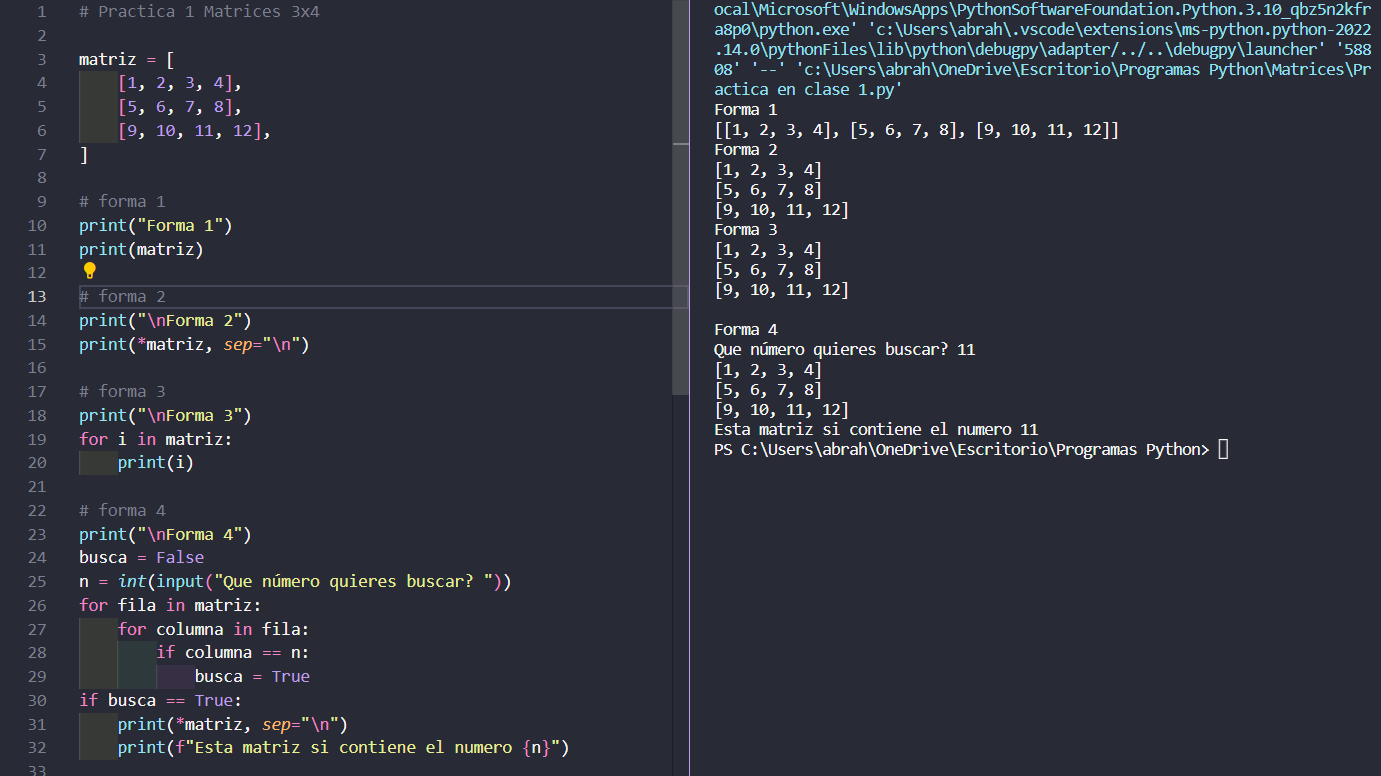 1 # Practica 1 Matrices 3x4
2
3 matriz = [
4 [1, 2, 3, 4],
5 [5, 6, 7, 8],
6 [9, 10, 11, 12],
7 ]
8
9 # forma 1
10 print("Forma 1")
11 print(matriz)
12
13 # forma 2
14 print("\nForma 2")
15 print(*matriz, sep="\n")
16
17 # forma 3
18 print("\nForma 3")
19 for i in matriz:
20 print(i)
21
22 # forma 4
23 print("\nForma 4")
24 busca = False
25 n = int(input("Que número quieres buscar? "))
26 for fila in matriz:
27 for columna in fila:
28 if columna == n:
29 busca = True
30 if busca == True:
31 print(*matriz, sep="\n")
32 print(f"Esta matriz si contiene el numero {n}")
33
ocal\Microsoft\WindowsApps\PythonSoftwareFoundation.Python.3.10_qbz5n2kfr
a8p0\python.exe' 'c:\Users\abrah\.vscode\extensions\ms-python.python-2022
.14.0\pythonFiles\lib\python\debugpy\adapter/../..\debugpy\launcher' '588
08' '--' 'c:\Users\abrah\OneDrive\Escritorio\Programas Python\Matrices\Pr
actica en clase 1.py'
Forma 1
[[1, 2, 3, 4], [5, 6, 7, 8], [9, 10, 11, 12]]
Forma 2
[1, 2, 3, 4]
[5, 6, 7, 8]
[9, 10, 11, 12]
Forma 3
[1, 2, 3, 4]
[5, 6, 7, 8]
[9, 10, 11, 12]
Forma 4
Que número quieres buscar? 11
[1, 2, 3, 4]
[5, 6, 7, 8]
[9, 10, 11, 12]
Esta matriz si contiene el numero 11
PS C:\Users\abrah\OneDrive\Escritorio\Programas Python>